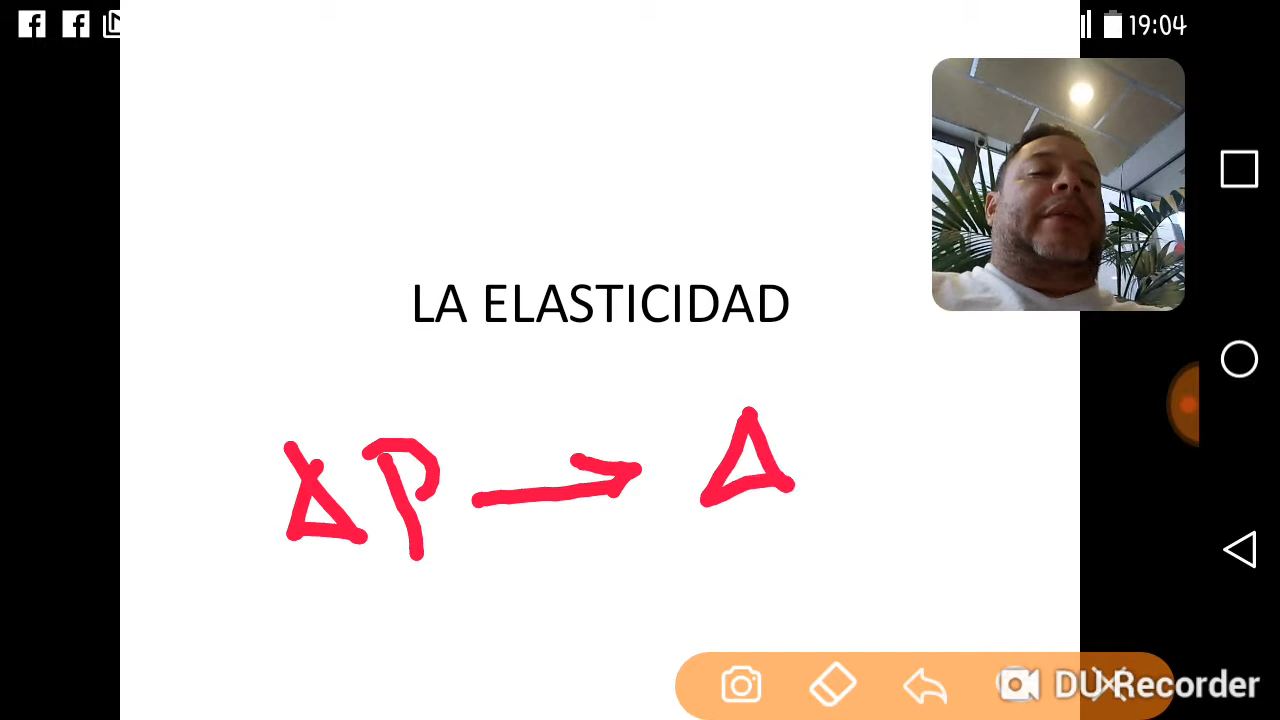 19:04
LA ELASTICIDAD
ΔP → Δ
DU Recorder